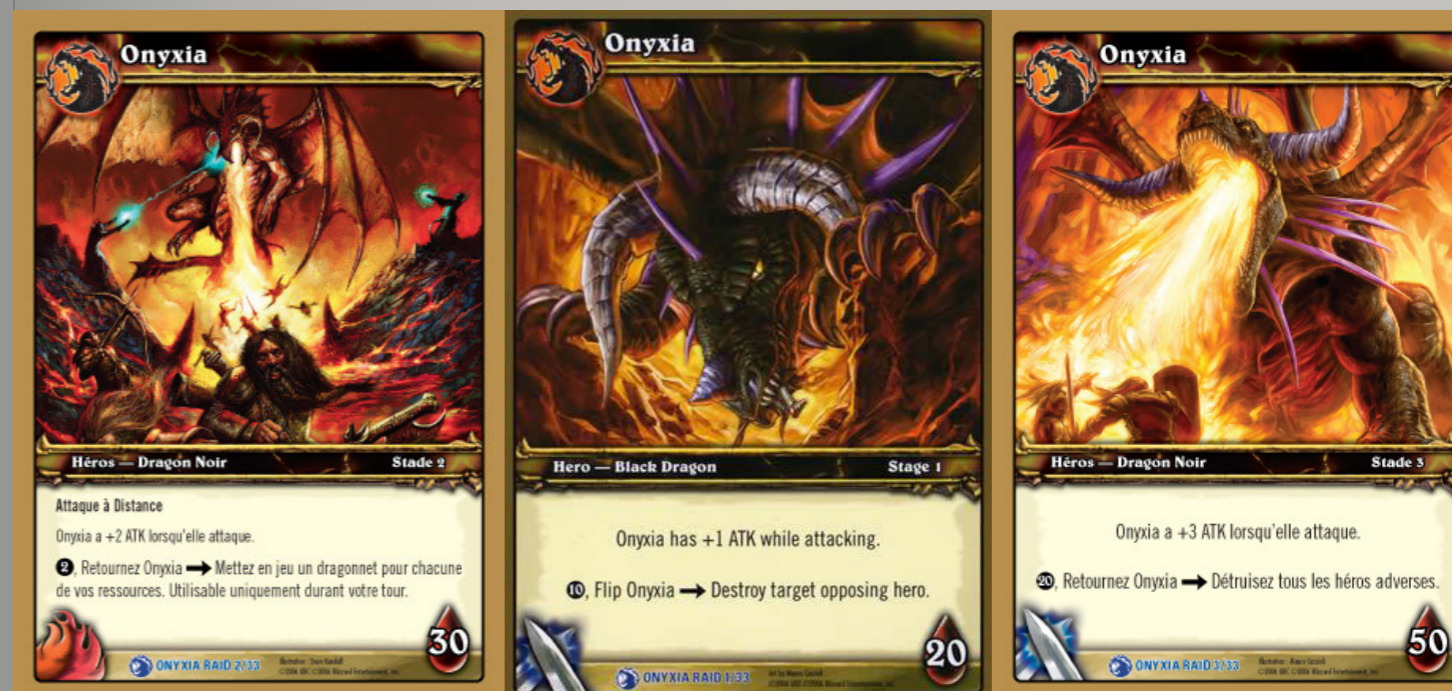 Onyxia
Héros — Dragon Noir Stade 2
Attaque à Distance
Onyxia a +2 ATK lorsqu'elle attaque.
2, Retournez Onyxia ➡ Mettez en jeu un dragonnet pour chacune
de vos ressources. Utilisable uniquement durant votre tour.
30
ONYXIA RAID 2/33
Onyxia
Hero — Black Dragon Stage 1
Onyxia has +1 ATK while attacking.
10, Flip Onyxia ➡ Destroy target opposing hero.
20
ONYXIA RAID 1/33
Onyxia
Héros — Dragon Noir Stade 3
Onyxia a +3 ATK lorsqu'elle attaque.
20, Retournez Onyxia ➡ Détruisez tous les héros adverses.
50
ONYXIA RAID 3/33